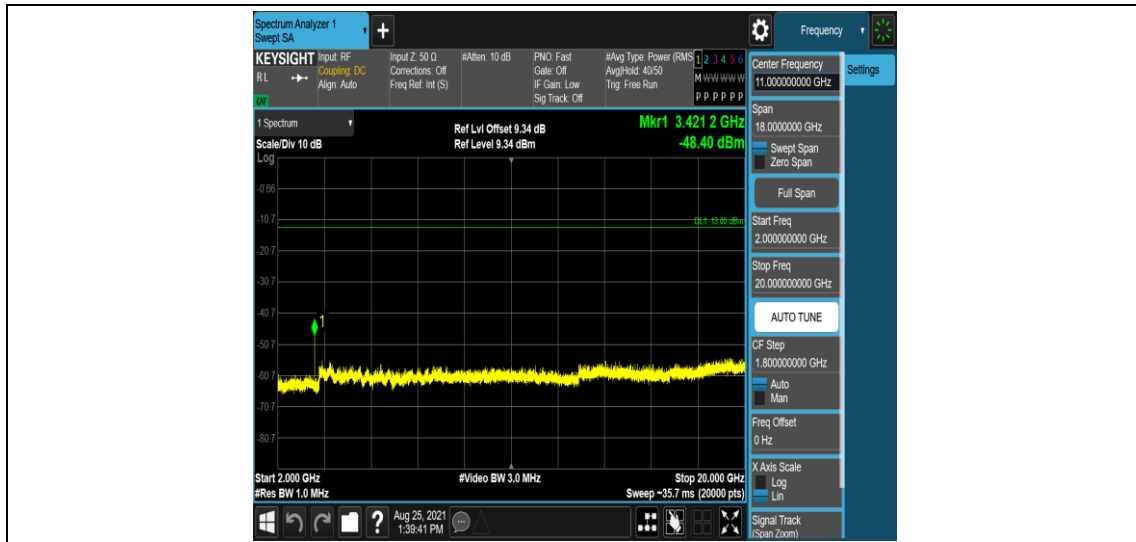 Spectrum Analyzer 1
Swept SA
+
Frequency
KEYSIGHT
RL
LXI
Input: RF
Coupling: DC
Align: Auto
Input Z: 50 Ω
Corrections: Off
Freq Ref: Int (S)
#Atten: 10 dB
PNO: Fast
Gate: Off
IF Gain: Low
Sig Track: Off
#Avg Type: Power (RMS
Avg|Hold: 40/50
Trig: Free Run
1 2 3 4 5 6
M W W W W W
P P P P P P
1 Spectrum
Scale/Div 10 dB
Log
Ref Lvl Offset 9.34 dB
Ref Level 9.34 dBm
Mkr1 3.421 2 GHz
-48.40 dBm
-0.66
-10.7
-20.7
-30.7
-40.7
-50.7
-60.7
-70.7
-80.7
DL1 -13.00 dBm
1
Start 2.000 GHz
#Res BW 1.0 MHz
#Video BW 3.0 MHz
Stop 20.000 GHz
Sweep ~35.7 ms (20000 pts)
Center Frequency
11.000000000 GHz
Settings
Span
18.0000000 GHz
Swept Span
Zero Span
Full Span
Start Freq
2.000000000 GHz
Stop Freq
20.000000000 GHz
AUTO TUNE
CF Step
1.800000000 GHz
Auto
Man
Freq Offset
0 Hz
X Axis Scale
Log
Lin
Signal Track
(Span Zoom)
?
Aug 25, 2021
1:39:41 PM